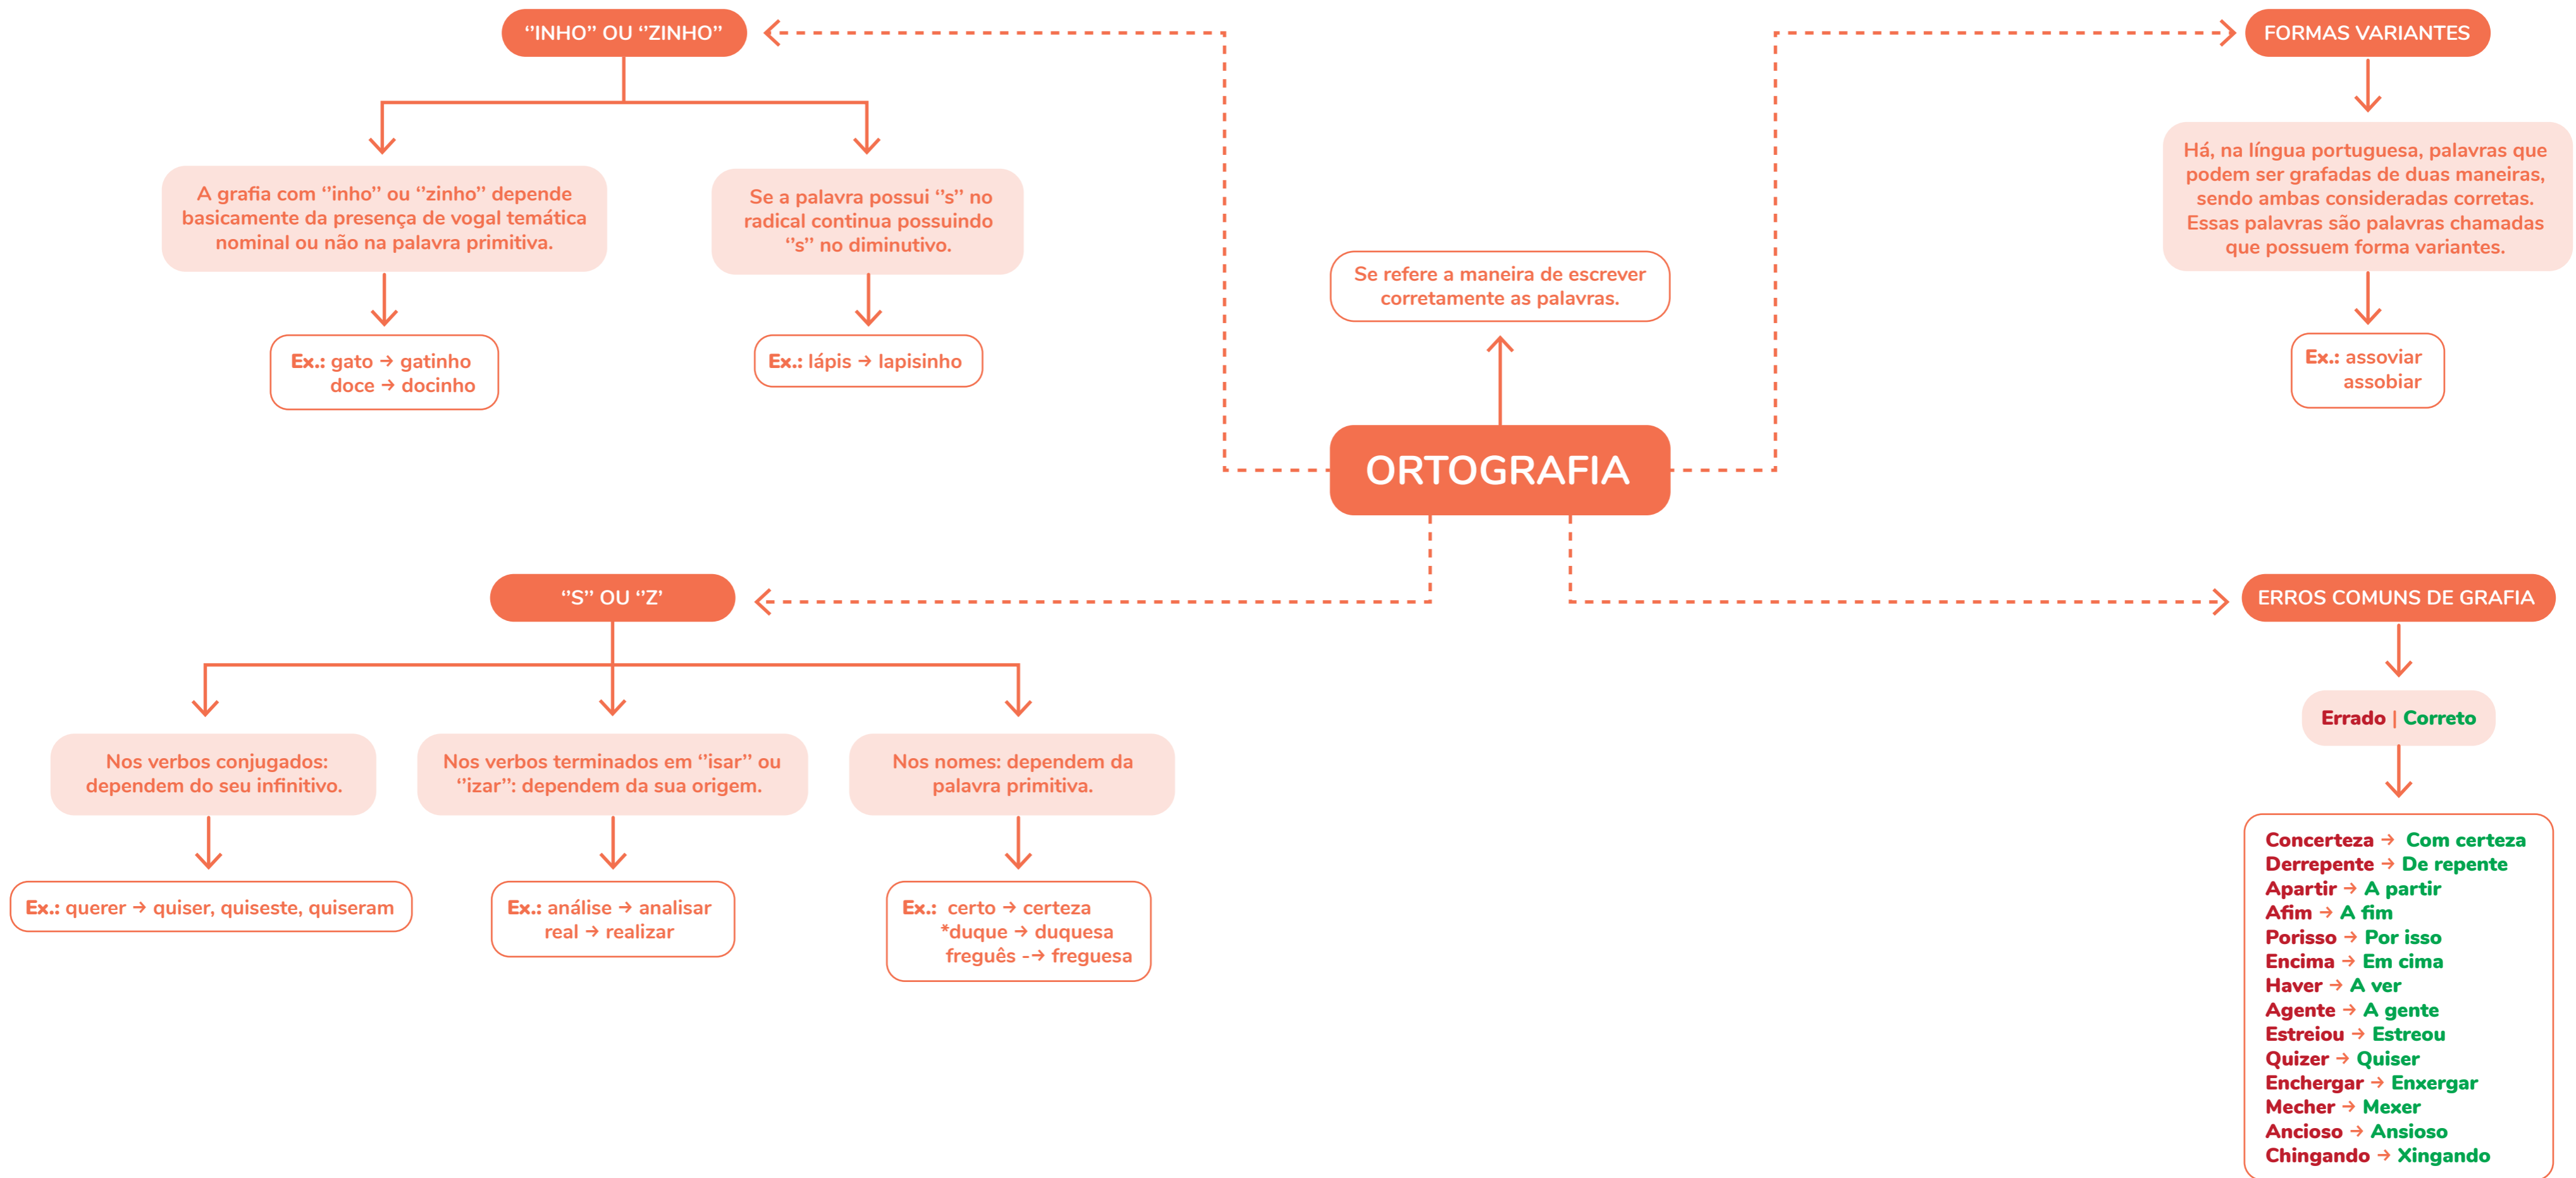 ‘’INHO’’ OU ‘’ZINHO’’
A grafia com ‘’inho’’ ou ‘’zinho’’ depende
basicamente da presença de vogal temática
nominal ou não na palavra primitiva.
Ex.: gato → gatinho
doce → docinho
Se a palavra possui ‘’s’’ no
radical continua possuindo
‘’s’’ no diminutivo.
Ex.: lápis → lapisinho
Se refere a maneira de escrever
corretamente as palavras.
ORTOGRAFIA
FORMAS VARIANTES
Há, na língua portuguesa, palavras que
podem ser grafadas de duas maneiras,
sendo ambas consideradas corretas.
Essas palavras são palavras chamadas
que possuem forma variantes.
Ex.: assoviar
assobiar
‘’S’’ OU ‘’Z’
Nos verbos conjugados:
dependem do seu infinitivo.
Ex.: querer → quiser, quiseste, quiseram
Nos verbos terminados em ‘’isar’’ ou
‘’izar’’: dependem da sua origem.
Ex.: análise → analisar
real → realizar
Nos nomes: dependem da
palavra primitiva.
Ex.: certo → certeza
*duque → duquesa
freguês -→ freguesa
ERROS COMUNS DE GRAFIA
Errado | Correto
Concerteza → Com certeza
Derrepente → De repente
Apartir → A partir
Afim → A fim
Porisso → Por isso
Encima → Em cima
Haver → A ver
Agente → A gente
Estreiou → Estreou
Quizer → Quiser
Enchergar → Enxergar
Mecher → Mexer
Ancioso → Ansioso
Chingando → Xingando